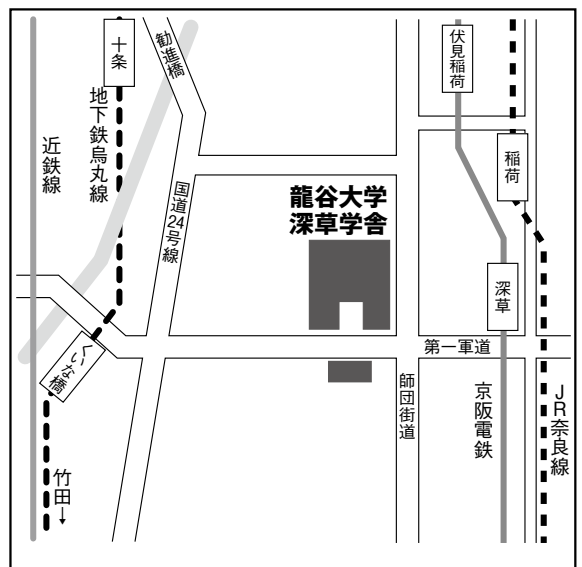 十条
勧進橋
伏見稲荷
地下鉄烏丸線
近鉄線
稲荷
国道24号線
龍谷大学
深草学舎
深草
第一軍道
くいな橋
師団街道
京阪電鉄
JR奈良線
竹田→